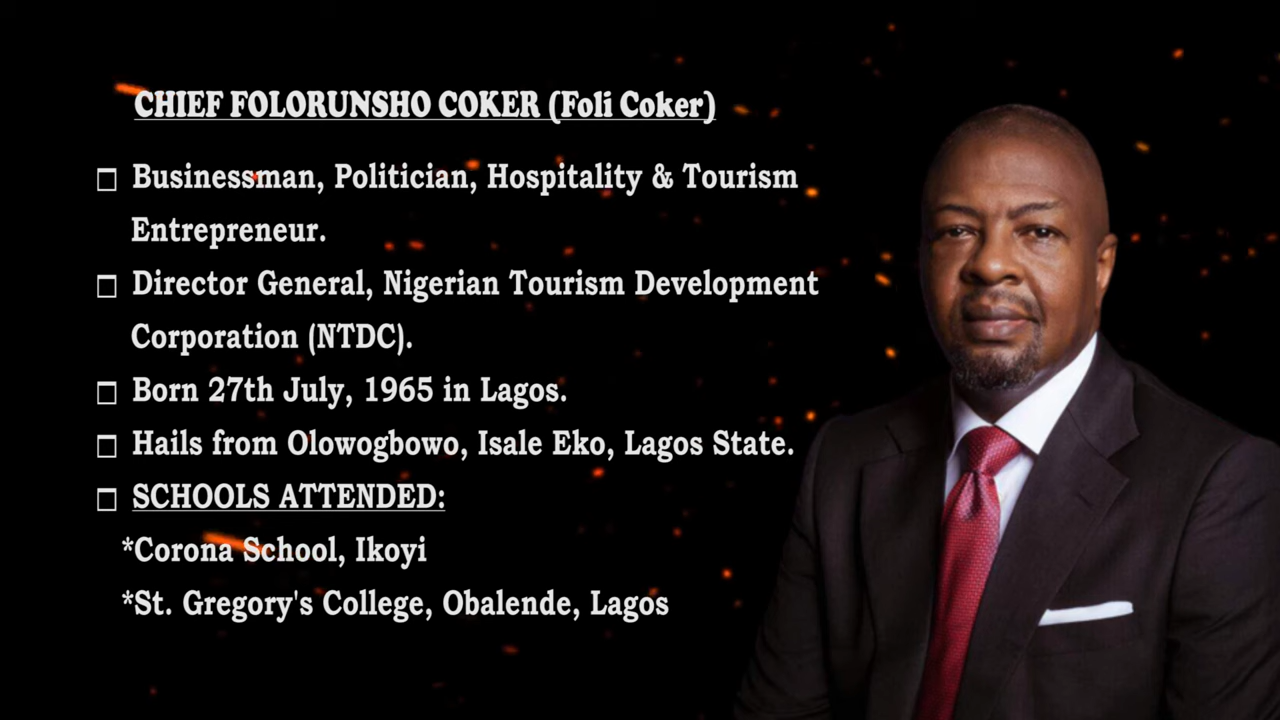 CHIEF FOLORUNSHO COKER (Foli Coker)
□ Businessman, Politician, Hospitality & Tourism
Entrepreneur.
□ Director General, Nigerian Tourism Development
Corporation (NTDC).
□ Born 27th July, 1965 in Lagos.
□ Hails from Olowogbowo, Isale Eko, Lagos State.
□ SCHOOLS ATTENDED:
*Corona School, Ikoyi
*St. Gregory's College, Obalende, Lagos